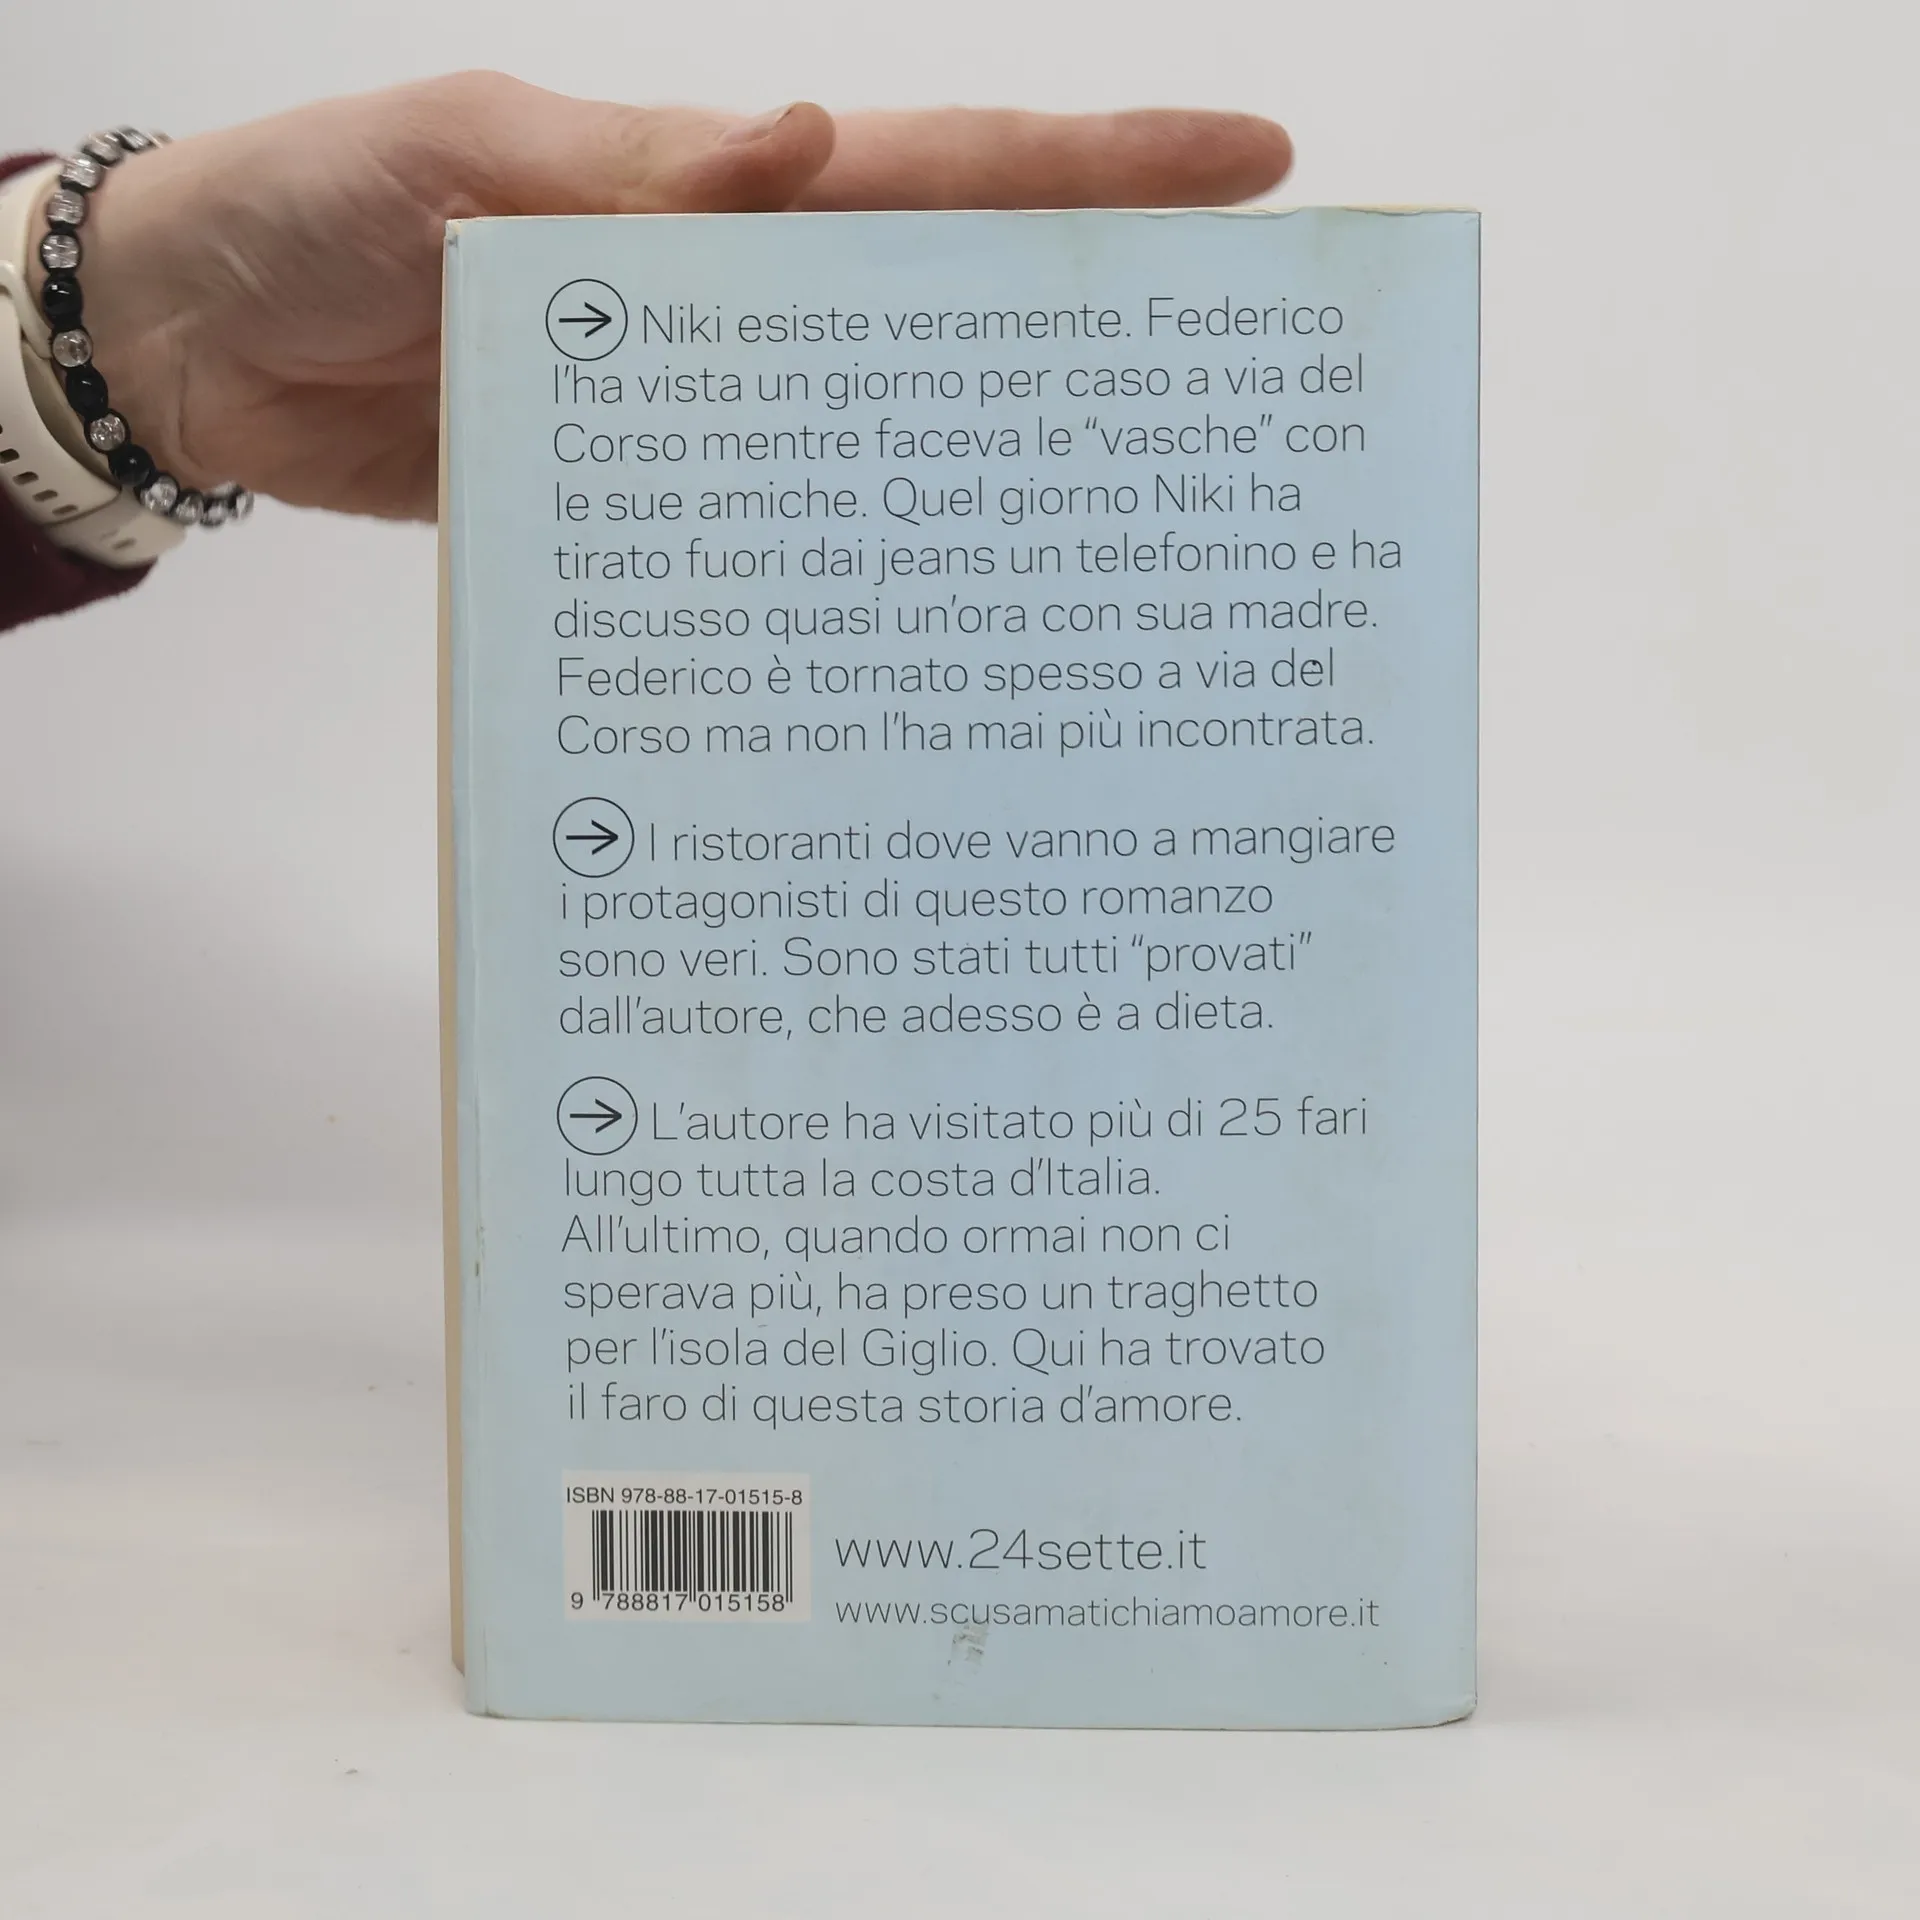 → Niki esiste veramente. Federico
l'ha vista un giorno per caso a via del
Corso mentre faceva le “vasche” con
le sue amiche. Quel giorno Niki ha
tirato fuori dai jeans un telefonino e ha
discusso quasi un'ora con sua madre.
Federico è tornato spesso a via del
Corso ma non l'ha mai più incontrata.
→ I ristoranti dove vanno a mangiare
i protagonisti di questo romanzo
sono veri. Sono stati tutti “provati”
dall'autore, che adesso è a dieta.
→ L'autore ha visitato più di 25 fari
lungo tutta la costa d'Italia.
All'ultimo, quando ormai non ci
sperava più, ha preso un traghetto
per l'isola del Giglio. Qui ha trovato
il faro di questa storia d'amore.
ISBN 978-88-17-01515-8
9 788817 015158
www.24sette.it
www.scusamatichiamoamore.it